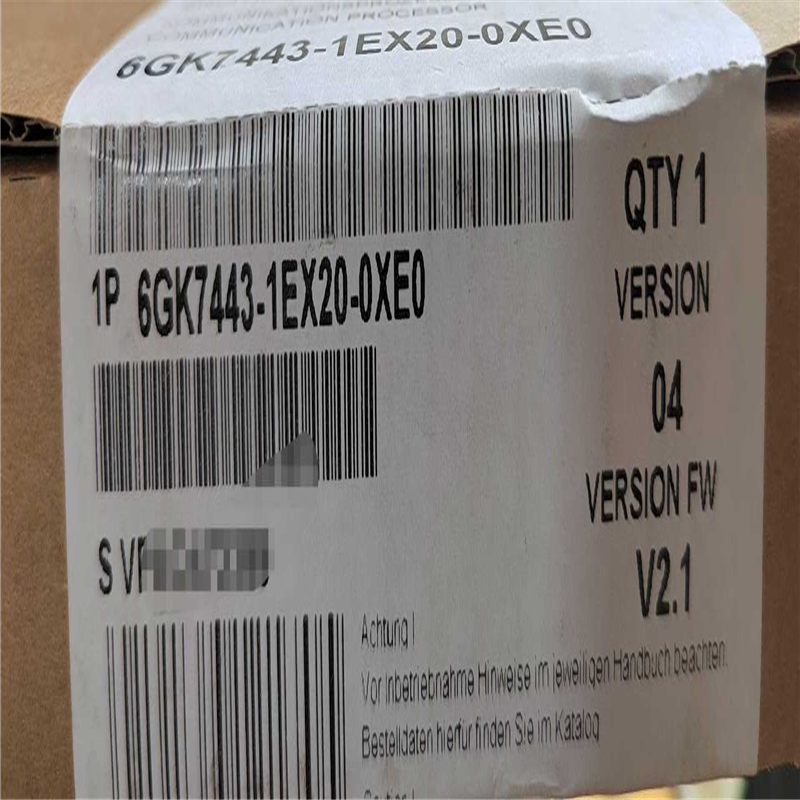 COMMUNICATION PROCESSOR
6GK7443-1EX20-0XE0
QTY 1
1P 6GK7443-1EX20-0XE0
VERSION
04
VERSION FW
V2.1
S VF
Achtung !
Vor Inbetriebnahme Hinweise im jeweiligen Handbuch beachten.
Bestelldaten hierfür finden Sie im Katalog